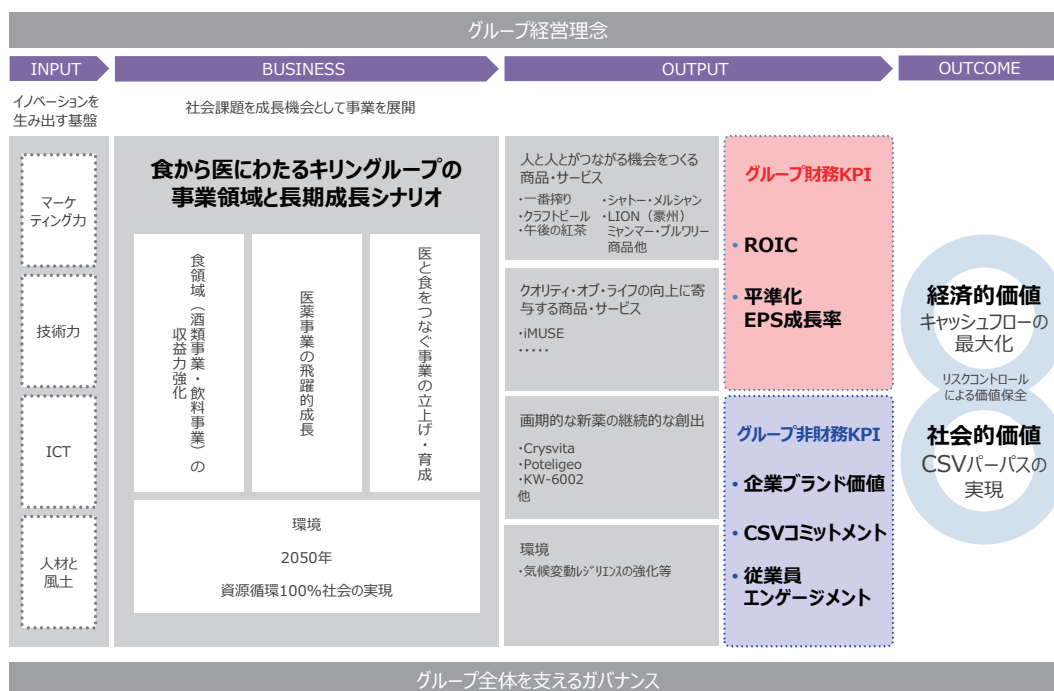 グループ経営理念
INPUT
BUSINESS
OUTPUT
OUTCOME
イノベーションを
生み出す基盤
社会課題を成長機会として事業を展開
マーケ
ティング力
技術力
ICT
人材と
風土
食から医にわたるキリングループの
事業領域と長期成長シナリオ
食領域（酒類事業・飲料事業）の
収益力強化
医薬事業の飛躍的成長
医と食をつなぐ事業の立上げ・育成
環境
2050年
資源循環100%社会の実現
人と人とがつながる機会をつくる
商品・サービス
・一番搾り
・クラフトビール
・午後の紅茶
・シャトー・メルシャン
・LION（豪州）
ミャンマー・ブルワリー
商品他
クオリティ・オブ・ライフの向上に寄
与する商品・サービス
・iMUSE
・・・・・
画期的な新薬の継続的な創出
・Crysvita
・Poteligeo
・KW-6002
他
環境
・気候変動ﾚｼﾞﾘｴﾝｽの強化等
グループ財務KPI
・ROIC
・平準化
EPS成長率
グループ非財務KPI
・企業ブランド価値
・CSVコミットメント
・従業員
エンゲージメント
経済的価値
キャッシュフローの
最大化
リスクコントロール
による価値保全
社会的価値
CSVパーパスの
実現
グループ全体を支えるガバナンス